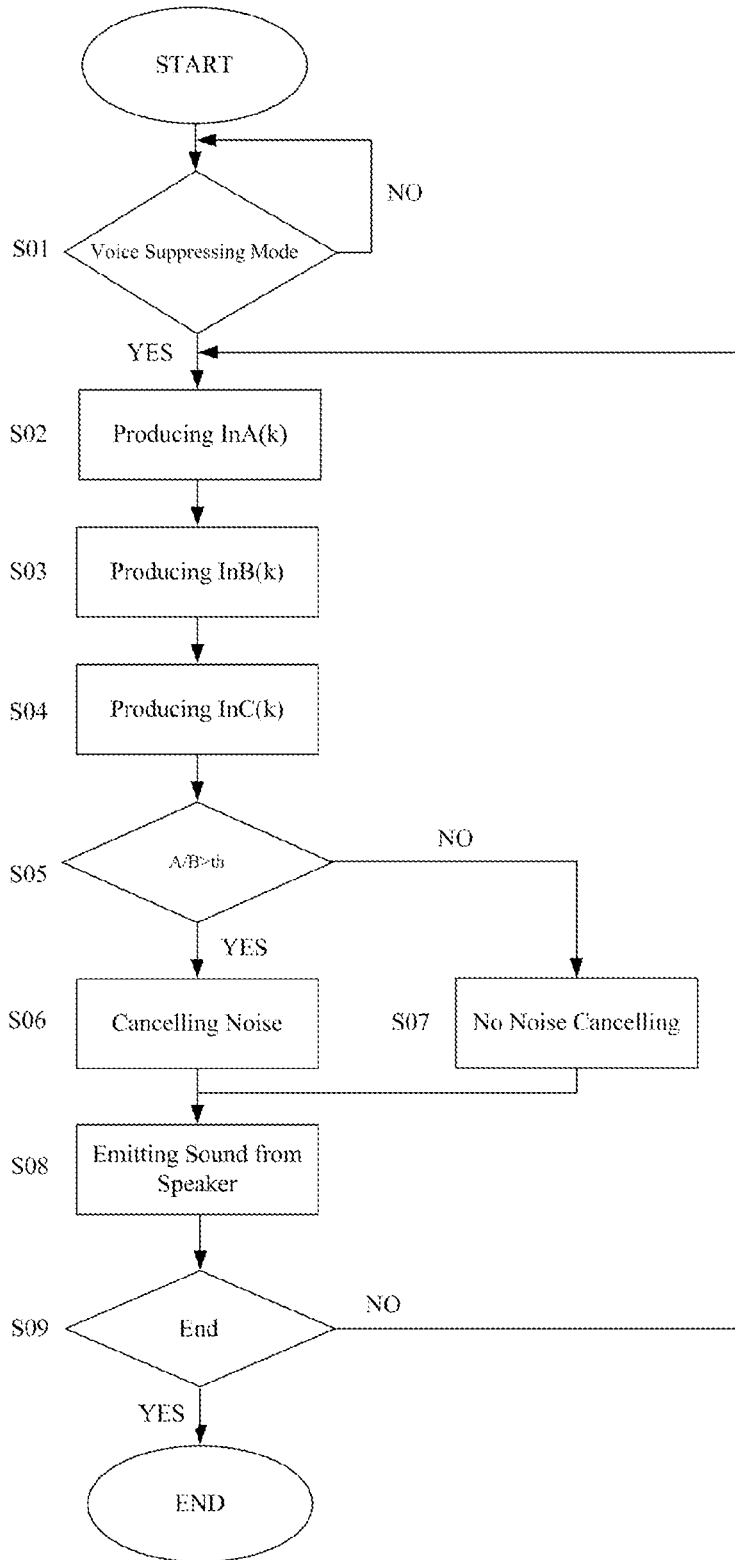 START
NO
S01
Voice Suppressing Mode
YES
S02
Producing InA(k)
S03
Producing InB(k)
S04
Producing InC(k)
NO
S05
A/B>th
YES
S06
Cancelling Noise
S07
No Noise Cancelling
S08
Emitting Sound from
Speaker
NO
S09
End
YES
END